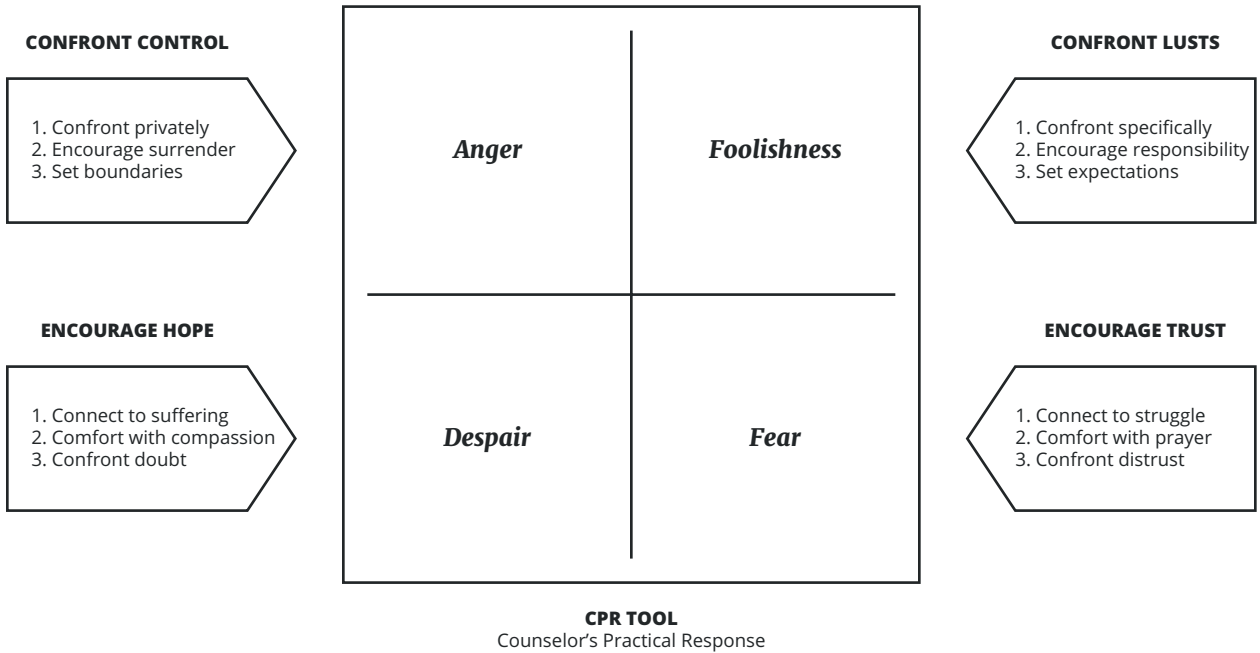 CONFRONT CONTROL
1. Confront privately
2. Encourage surrender
3. Set boundaries
Anger
Foolishness
CONFRONT LUSTS
1. Confront specifically
2. Encourage responsibility
3. Set expectations
ENCOURAGE HOPE
1. Connect to suffering
2. Comfort with compassion
3. Confront doubt
Despair
Fear
ENCOURAGE TRUST
1. Connect to struggle
2. Comfort with prayer
3. Confront distrust
CPR TOOL
Counselor’s Practical Response